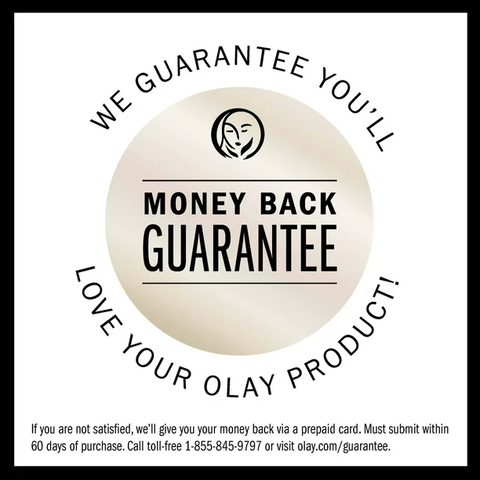 WE GUARANTEE YOU'LL
MONEY BACK
GUARANTEE
LOVE YOUR OLAY PRODUCT!
If you are not satisfied, we'll give you your money back via a prepaid card. Must submit within
60 days of purchase. Call toll-free 1-855-845-9797 or visit olay.com/guarantee.